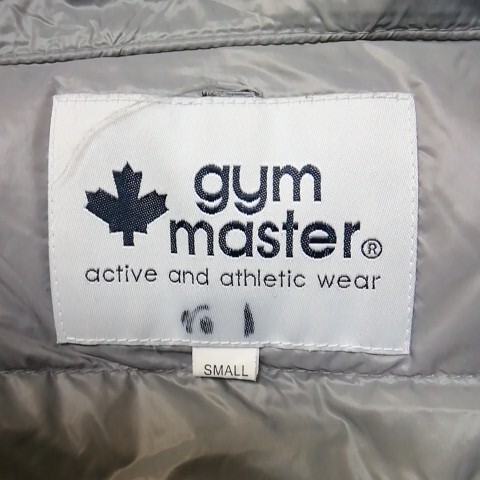 gym
master®
active and athletic wear
SMALL